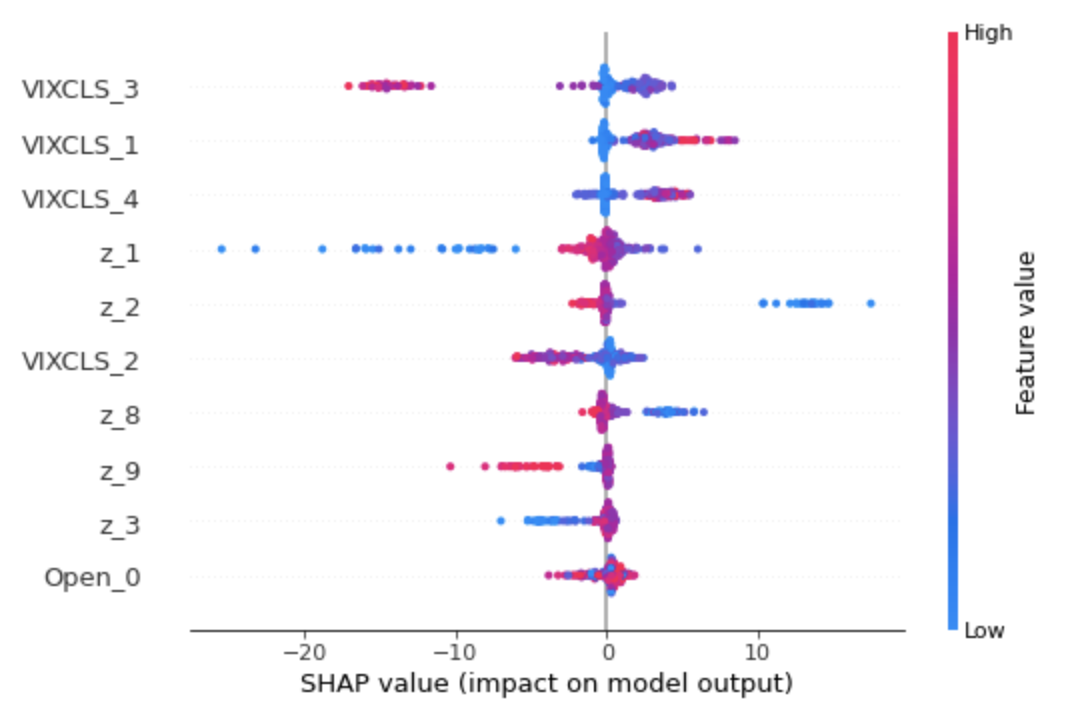 High
VIXCLS_3
VIXCLS_1
VIXCLS_4
z_1
z_2
VIXCLS_2
z_8
z_9
z_3
Open_0
Feature value
Low
−20
−10
0
10
SHAP value (impact on model output)